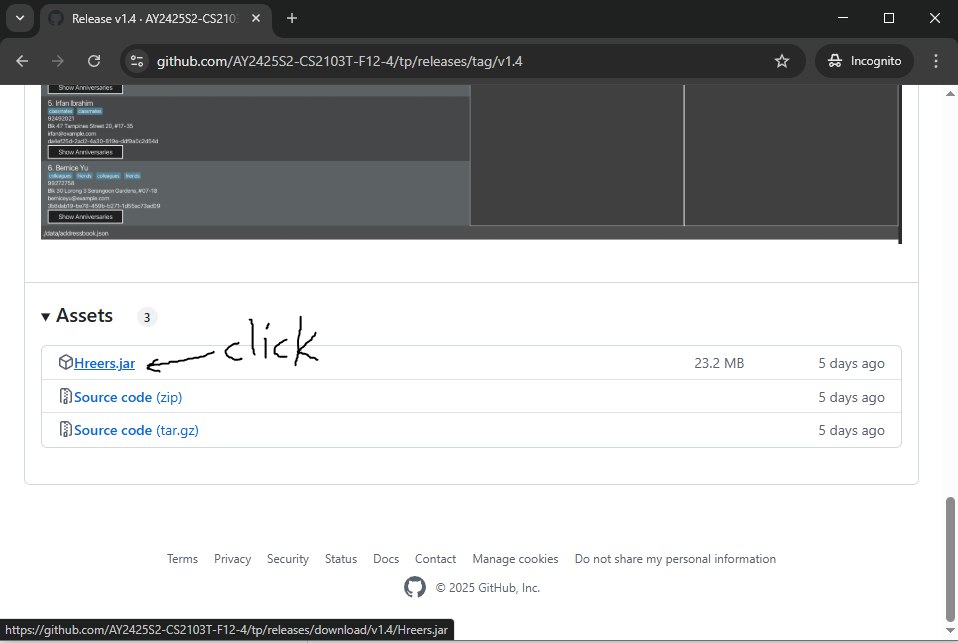 Release v1.4 · AY2425S2-CS210
github.com/AY2425S2-CS2103T-F12-4/tp/releases/tag/v1.4
Incognito
Show Anniversaries
5. Irfan Ibrahim
classmates classmates
92492021
Blk 47 Tampines Street 20, #17-35
irfan@example.com
Show Anniversaries
6. Bernice Yu
colleagues friends colleagues friends
99272758
Blk 30 Lorong 3 Serangoon Gardens, #07-18
berniceyu@example.com
Show Anniversaries
./data/addressbook.json
Assets 3
click
Hreers.jar 23.2 MB 5 days ago
Source code (zip) 5 days ago
Source code (tar.gz) 5 days ago
Terms Privacy Security Status Docs Contact Manage cookies Do not share my personal information
© 2025 GitHub, Inc.
https://github.com/AY2425S2-CS2103T-F12-4/tp/releases/download/v1.4/Hreers.jar